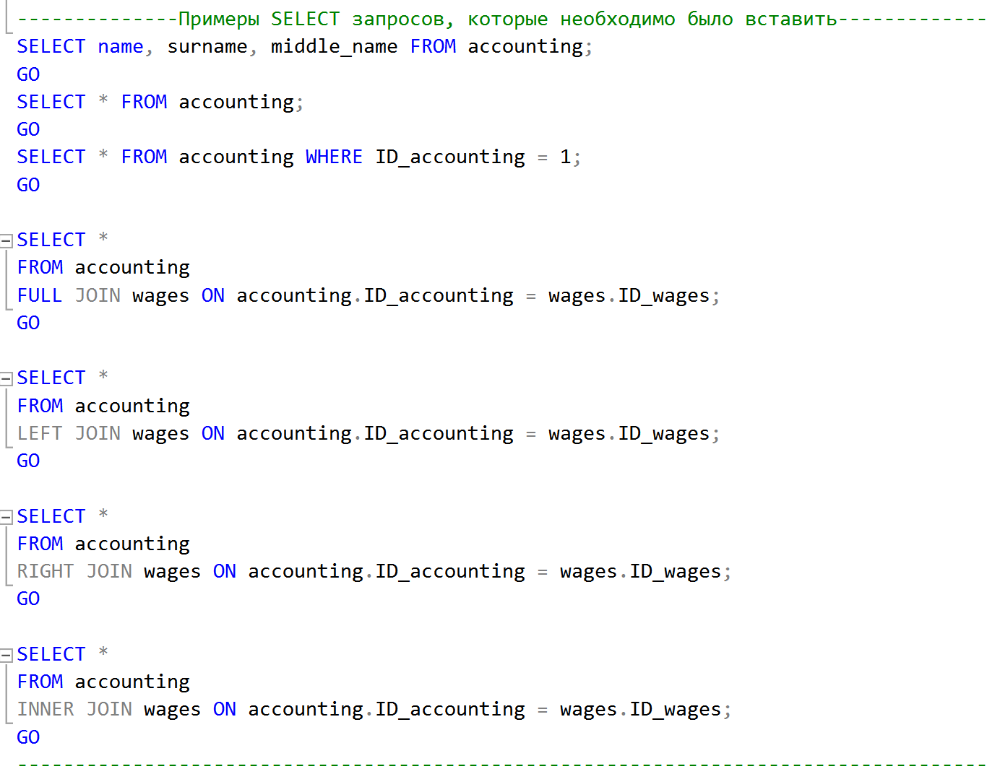 --------------Примеры SELECT запросов, которые необходимо было вставить-------------
SELECT name, surname, middle_name FROM accounting;
GO
SELECT * FROM accounting;
GO
SELECT * FROM accounting WHERE ID_accounting = 1;
GO
SELECT *
FROM accounting
FULL JOIN wages ON accounting.ID_accounting = wages.ID_wages;
GO
SELECT *
FROM accounting
LEFT JOIN wages ON accounting.ID_accounting = wages.ID_wages;
GO
SELECT *
FROM accounting
RIGHT JOIN wages ON accounting.ID_accounting = wages.ID_wages;
GO
SELECT *
FROM accounting
INNER JOIN wages ON accounting.ID_accounting = wages.ID_wages;
GO
------------------------------------------------------------------------------------